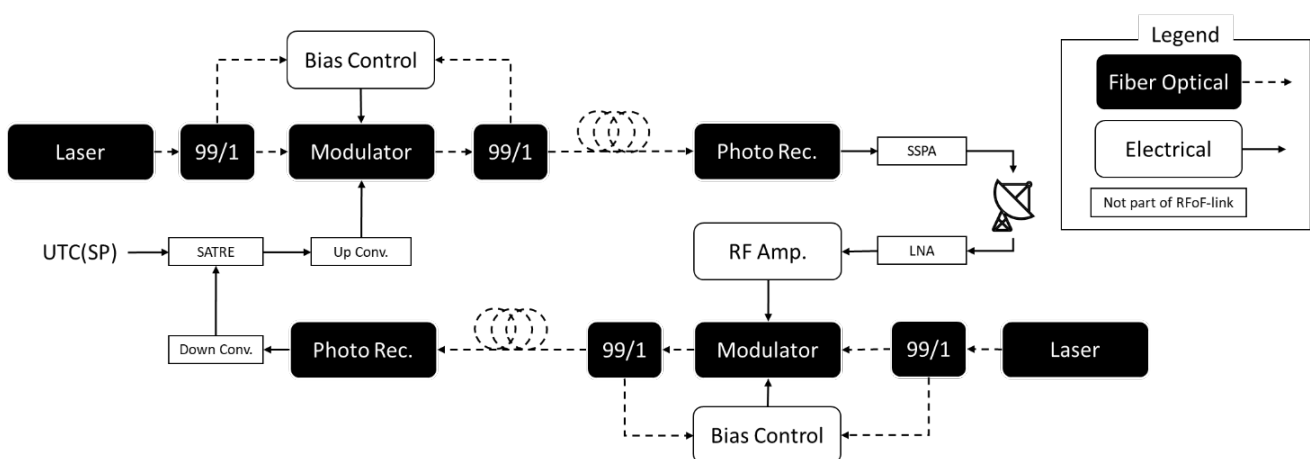 Bias Control
Laser
99/1
Modulator
99/1
Photo Rec.
SSPA
UTC(SP)
SATRE
Up Conv.
RF Amp.
LNA
Down Conv.
Photo Rec.
99/1
Modulator
99/1
Laser
Bias Control
Legend
Fiber Optical
Electrical
Not part of RFoF-link